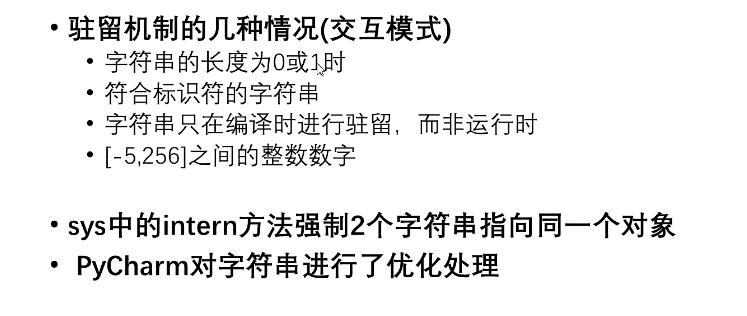 • 驻留机制的几种情况(交互模式)
• 字符串的长度为0或1时
• 符合标识符的字符串
• 字符串只在编译时进行驻留，而非运行时
• [-5,256]之间的整数数字
• sys中的intern方法强制2个字符串指向同一个对象
• PyCharm对字符串进行了优化处理